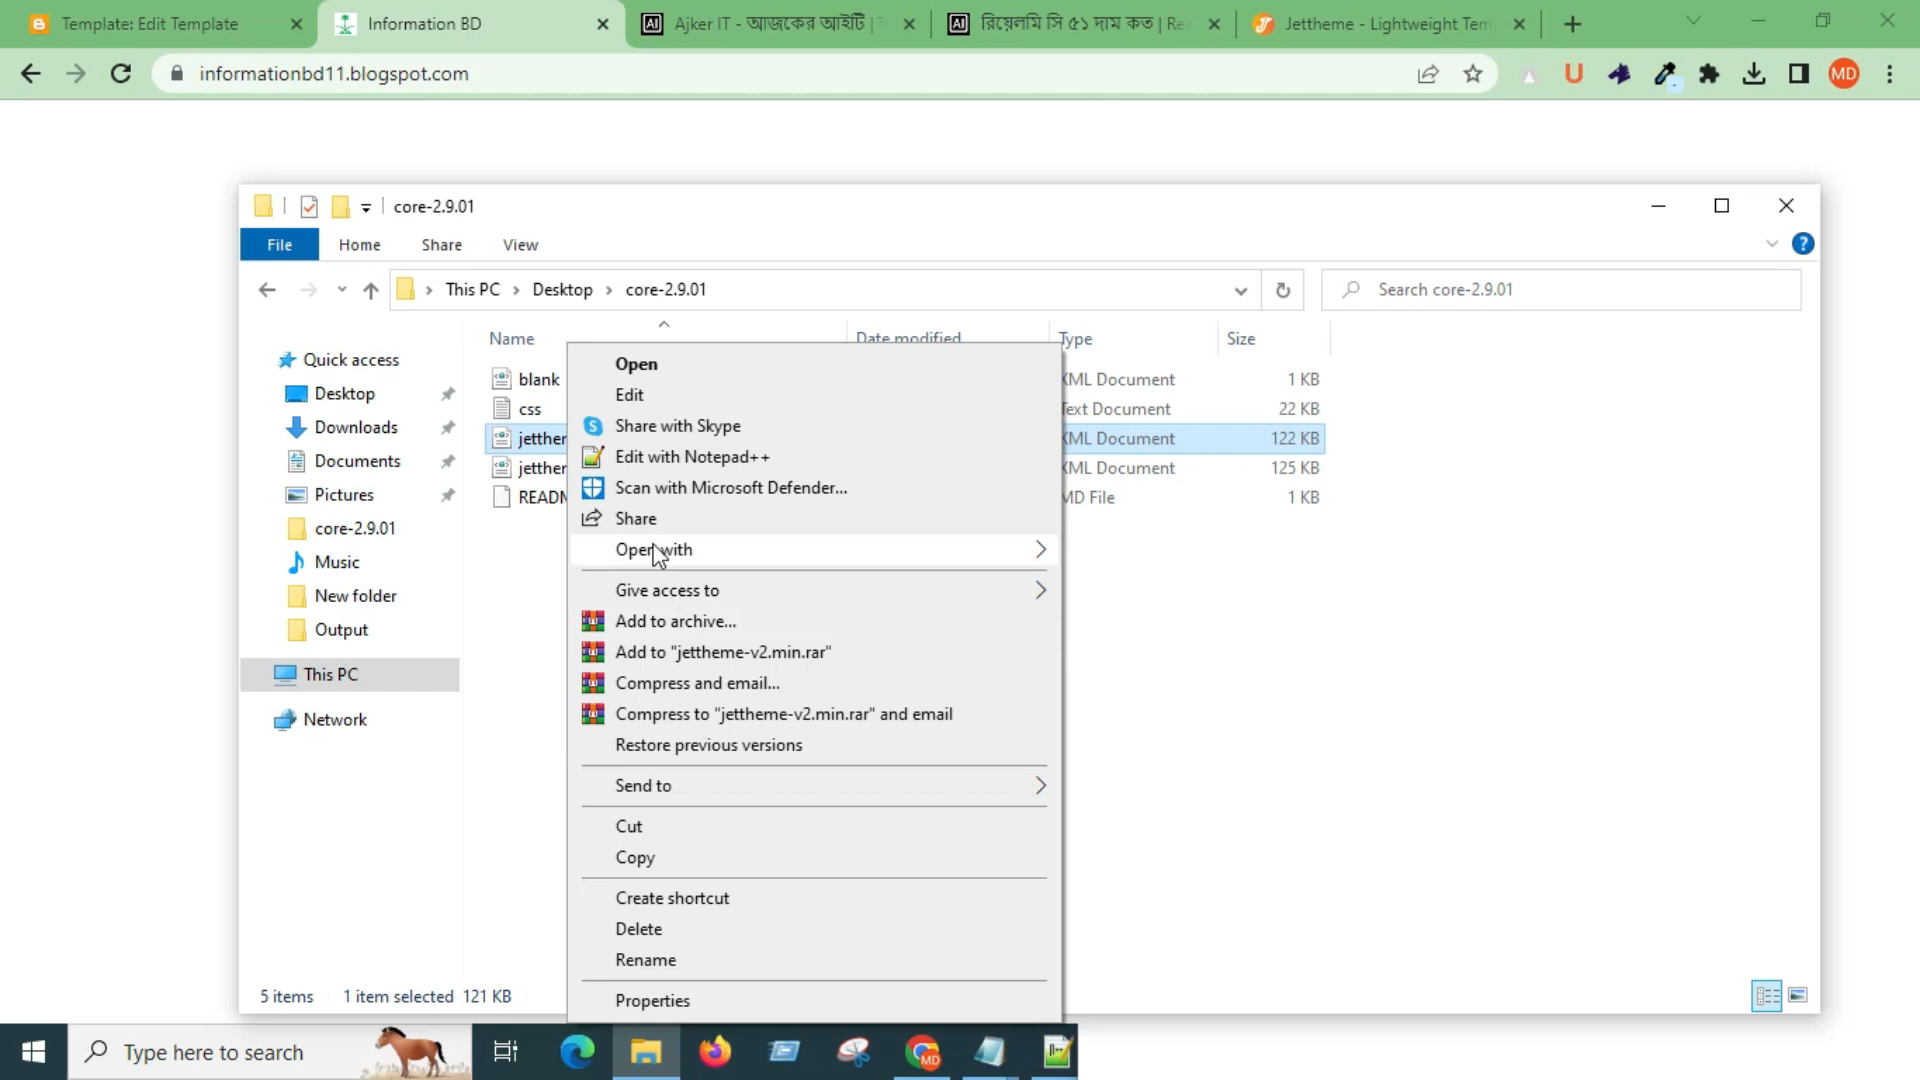 Template: Edit Template
Information BD
Ajker IT - আজকের আইটি |
রিয়েলমি সি ৫১ দাম কত | Re
Jettheme - Lightweight Tem
informationbd11.blogspot.com
MD
core-2.9.01
File
Home
Share
View
This PC > Desktop > core-2.9.01
Search core-2.9.01
Name
Date modified
Type
Size
Quick access
Desktop
Downloads
Documents
Pictures
core-2.9.01
Music
New folder
Output
This PC
Network
blank
XML Document
1 KB
css
Text Document
22 KB
jetther
XML Document
122 KB
jetther
XML Document
125 KB
READM
MD File
1 KB
Open
Edit
Share with Skype
Edit with Notepad++
Scan with Microsoft Defender...
Share
Open with
Give access to
Add to archive...
Add to "jettheme-v2.min.rar"
Compress and email...
Compress to "jettheme-v2.min.rar" and email
Restore previous versions
Send to
Cut
Copy
Create shortcut
Delete
Rename
Properties
5 items
1 item selected 121 KB
Type here to search
MD